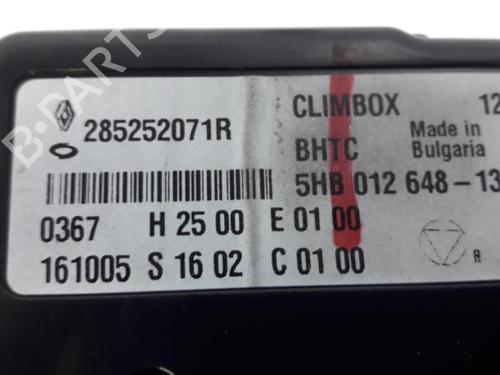 285252071R
CLIMBOX 12
BHTC Made in Bulgaria
5HB 012 648-13
0367 H 25 00 E 01 00
161005 S 16 02 C 01 00
R
B-PARTS